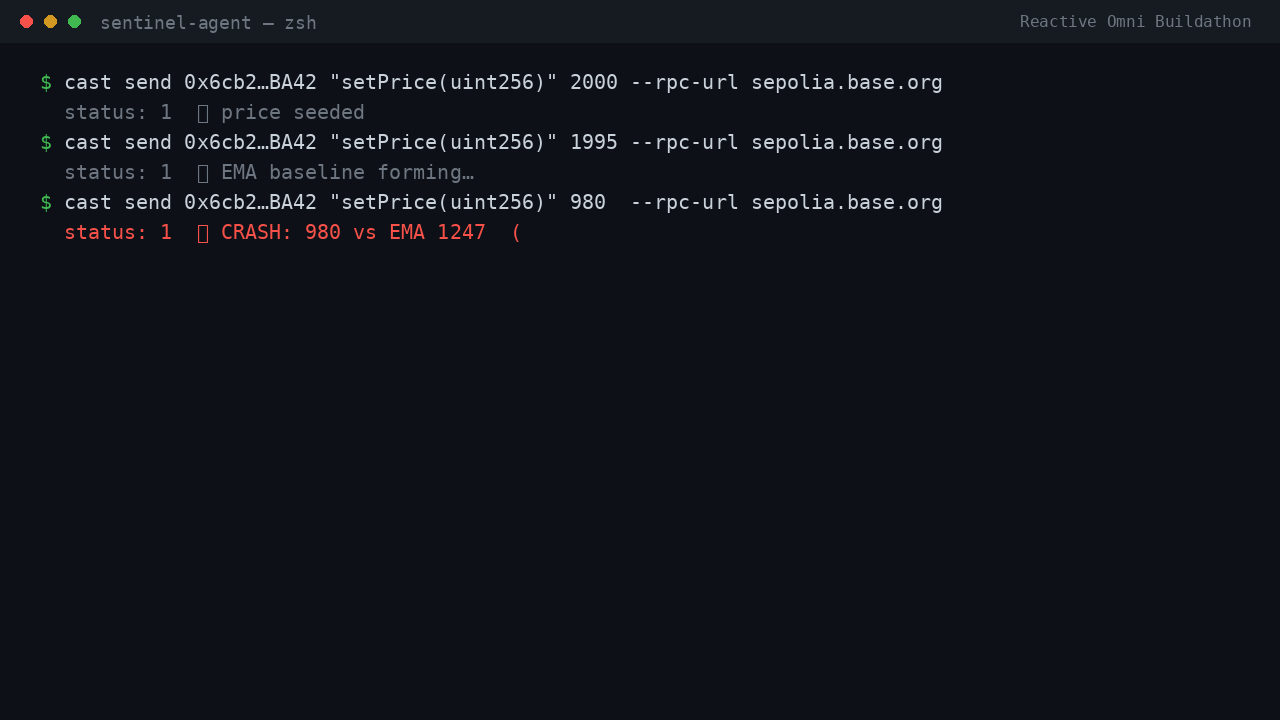 sentinel-agent — zsh
Reactive Omni Buildathon
$ cast send 0x6cb2…BA42 "setPrice(uint256)" 2000 --rpc-url sepolia.base.org
status: 1  ▯ price seeded
$ cast send 0x6cb2…BA42 "setPrice(uint256)" 1995 --rpc-url sepolia.base.org
status: 1  ▯ EMA baseline forming…
$ cast send 0x6cb2…BA42 "setPrice(uint256)" 980  --rpc-url sepolia.base.org
status: 1  ▯ CRASH: 980 vs EMA 1247  (